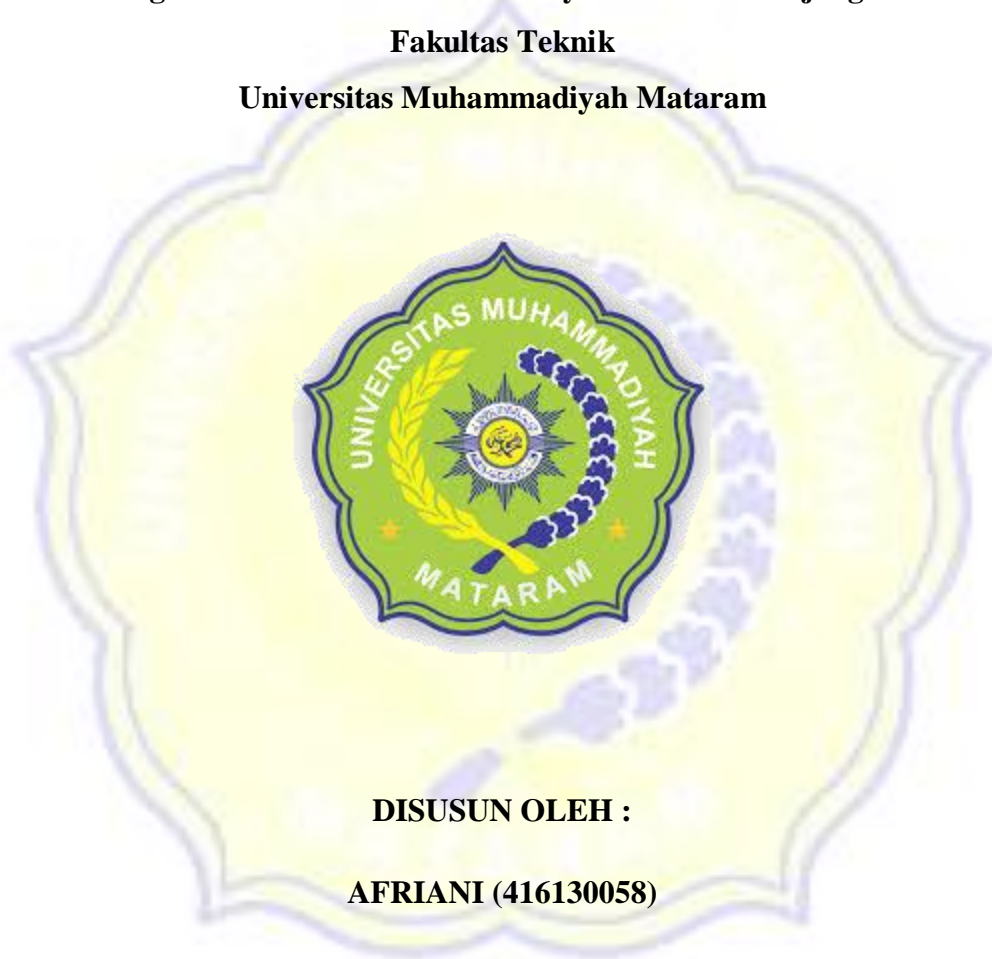 Fakultas Teknik
Universitas Muhammadiyah Mataram
UNIVERSITAS MUHAMMADIYAH
MATARAM
DISUSUN OLEH :
AFRIANI (416130058)